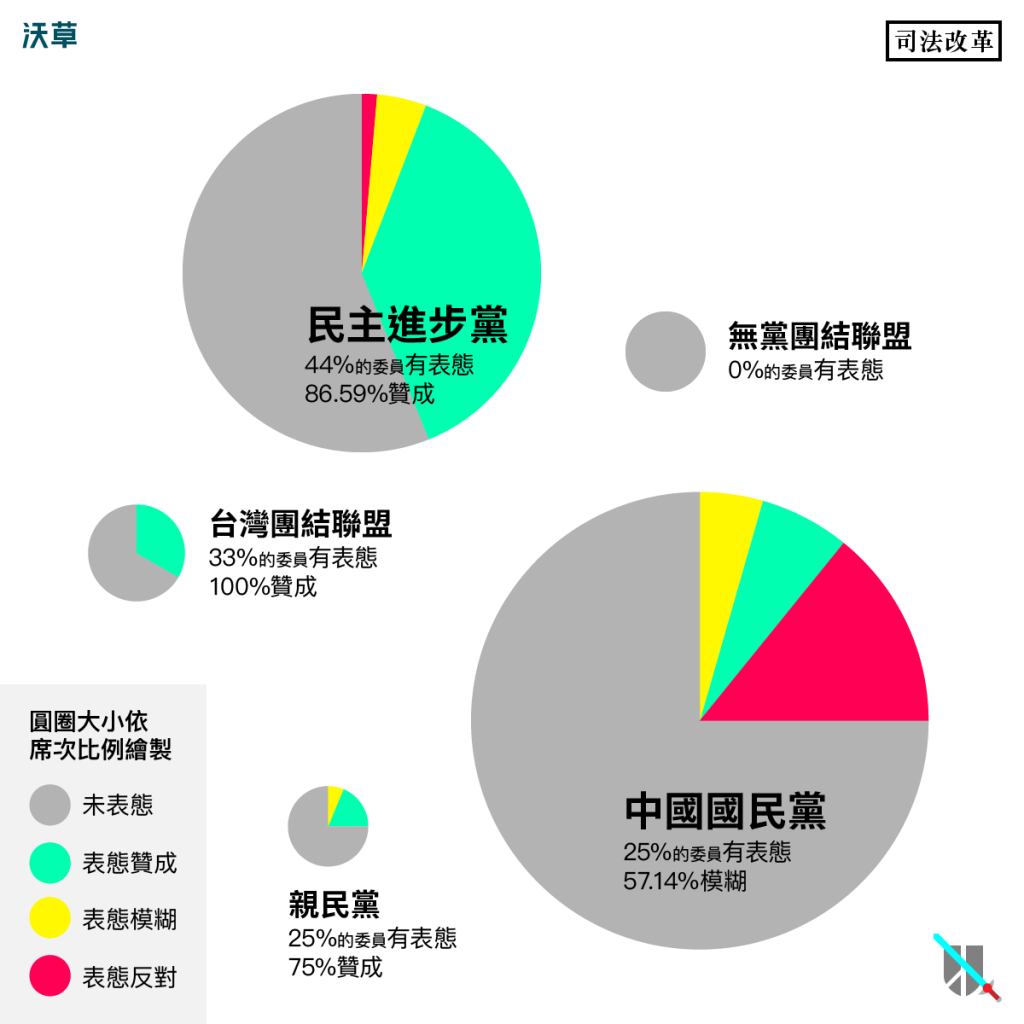 沃草
司法改革
民主進步黨
44%的委員有表態
86.59%贊成
無黨團結聯盟
0%的委員有表態
台灣團結聯盟
33%的委員有表態
100%贊成
中國國民黨
25%的委員有表態
57.14%模糊
親民黨
25%的委員有表態
75%贊成
圓圈大小依
席次比例繪製
未表態
表態贊成
表態模糊
表態反對